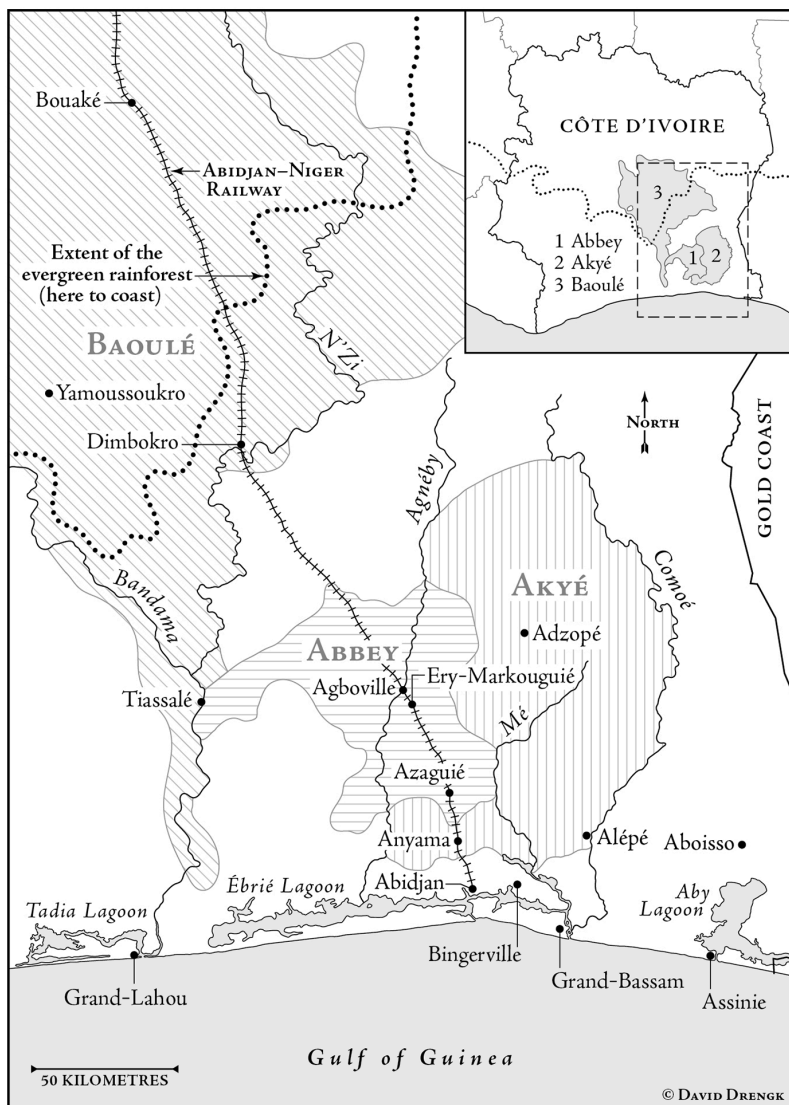 Bouaké
Abidjan–Niger
Railway
Extent of the
evergreen rainforest
(here to coast)
Baoulé
N'Zi
Yamoussoukro
Dimbokro
CÔTE D'IVOIRE
3
1 Abbey
2 Akyé
3 Baoulé
1
2
North
GOLD COAST
Agnéby
Comoé
Bandama
Akyé
Adzopé
Abbey
Ery-Markouguié
Agboville
Tiassalé
Mé
Azaguié
Anyama
Alépé
Aboisso
Abidjan
Ébrié Lagoon
Tadia Lagoon
Aby
Lagoon
Bingerville
Grand-Bassam
Grand-Lahou
Assinie
Gulf of Guinea
50 KILOMETRES
© David Drengk